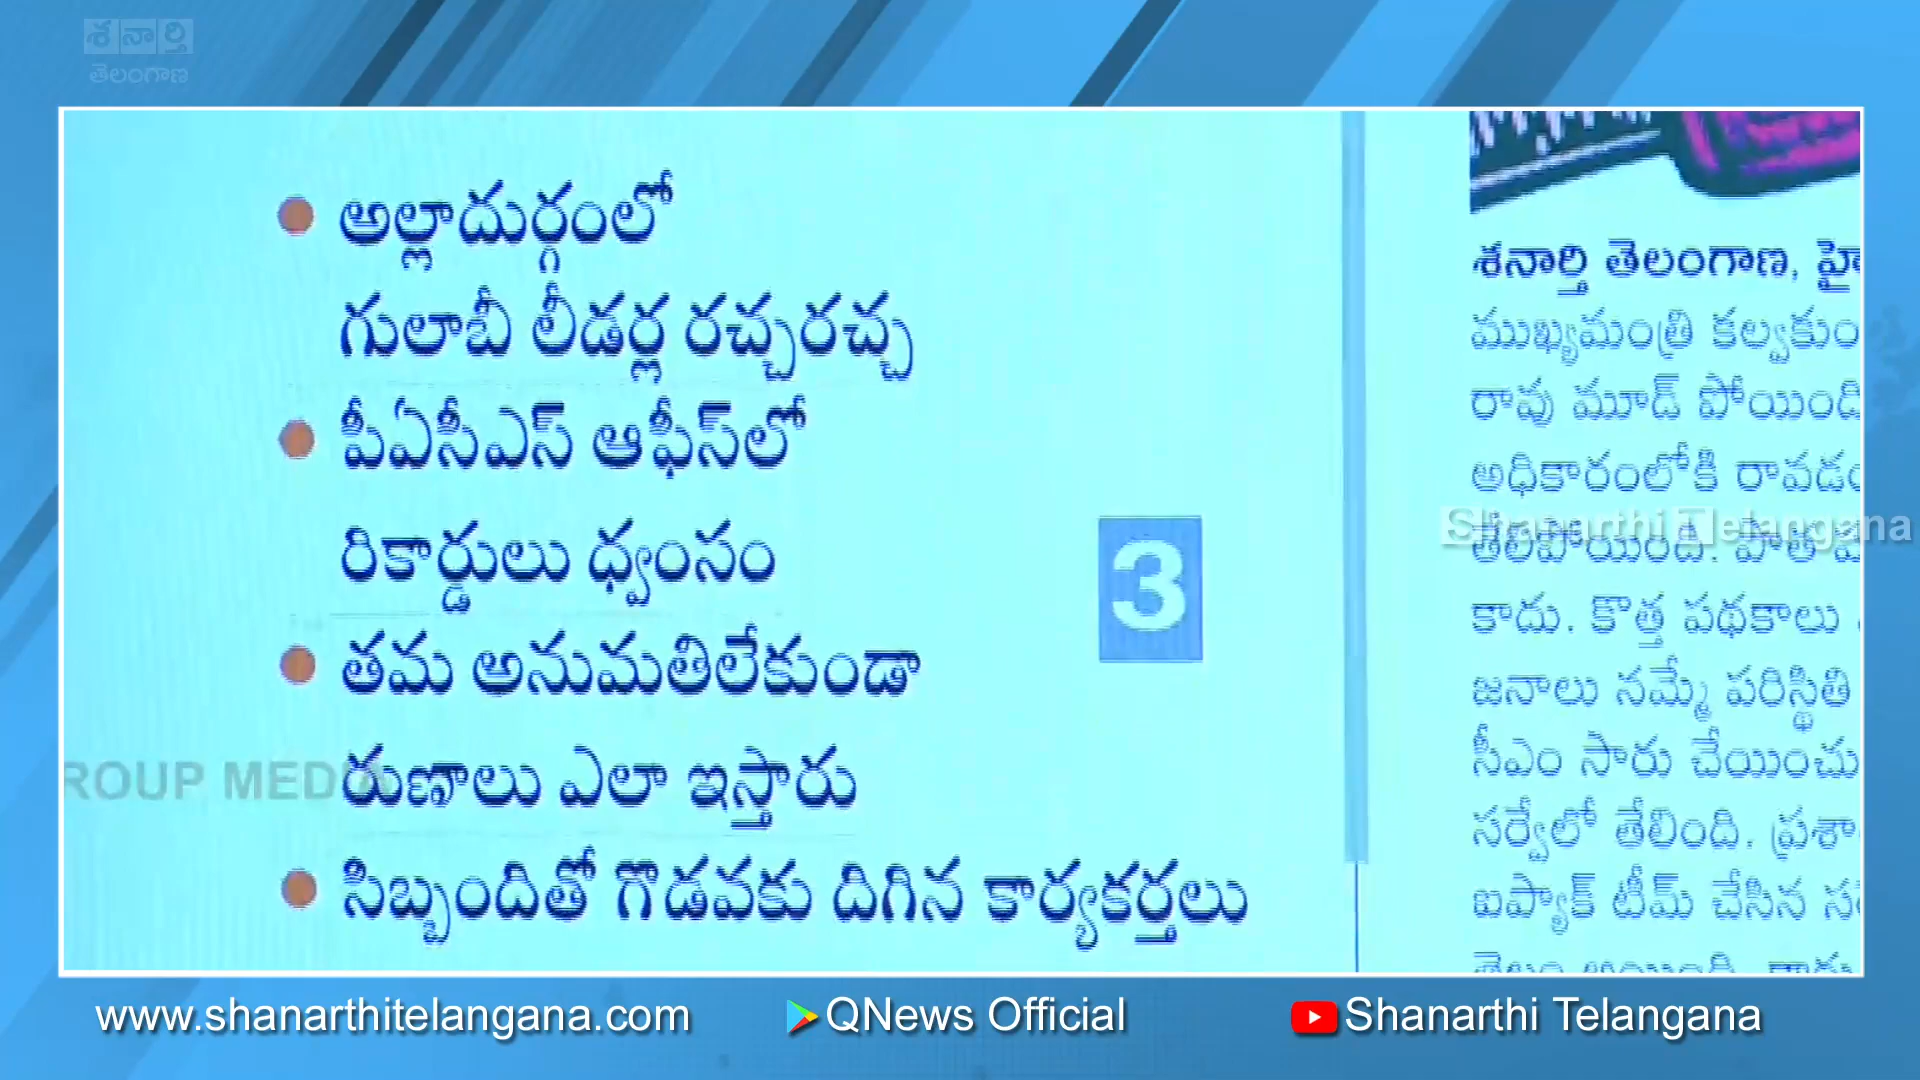 శనార్తి
తెలంగాణ
• అల్లాదుర్గంలో
గులాబీ లీడర్ల రచ్చరచ్చ
• పీఏసీఎస్ ఆఫీస్‌లో
రికార్డులు ధ్వంసం
• తమ అనుమతిలేకుండా
రుణాలు ఎలా ఇస్తారు
• సిబ్బందితో గొడవకు దిగిన కార్యకర్తలు
3
శనార్తి తెలంగాణ,
ముఖ్యమంత్రి
రావు మూడ్ పోయింది
అధికారంలోకి
Shanarthi Telangana
తేలిపోయింది. పాత
కాదు. కొత్త పథకాలు
జనాలు నమ్మే పరిస్థితి
సీఎం సారు
సర్వేలో తేలింది.
ఐప్యాక్ టీమ్ చేసిన
ROUP MEDIA
www.shanarthitelangana.com
QNews Official
Shanarthi Telangana